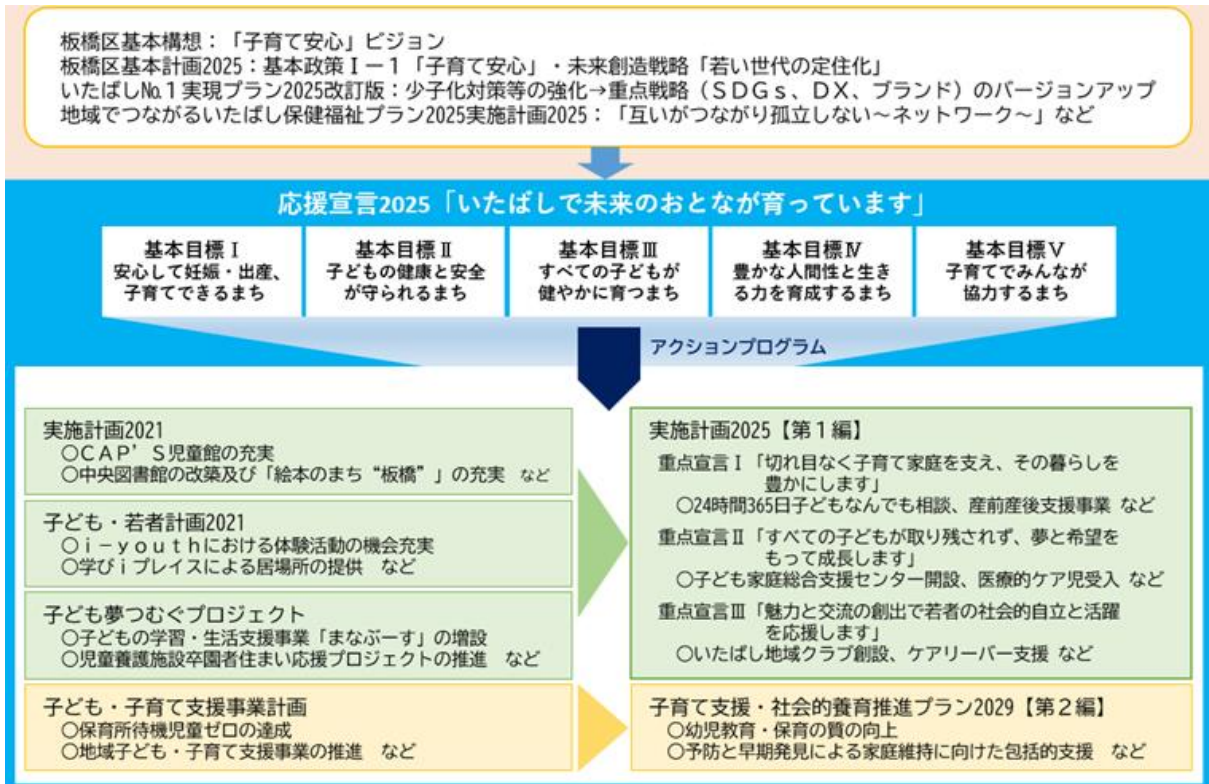 板橋区基本構想：「子育て安心」ビジョン
板橋区基本計画2025：基本政策Ⅰ－１「子育て安心」・未来創造戦略「若い世代の定住化」
いたばし№１実現プラン2025改訂版：少子化対策等の強化→重点戦略（ＳＤＧｓ、ＤＸ、ブランド）のバージョンアップ
地域でつながるいたばし保健福祉プラン2025実施計画2025：「互いがつながり孤立しない～ネットワーク～」など
応援宣言2025「いたばしで未来のおとなが育っています」
基本目標Ⅰ
安心して妊娠・出産、
子育てできるまち
基本目標Ⅱ
子どもの健康と安全
が守られるまち
基本目標Ⅲ
すべての子どもが
健やかに育つまち
基本目標Ⅳ
豊かな人間性と生き
る力を育成するまち
基本目標Ⅴ
子育てでみんなが
協力するまち
アクションプログラム
実施計画2021
○ＣＡＰ’Ｓ児童館の充実
○中央図書館の改築及び「絵本のまち“板橋”」の充実 など
子ども・若者計画2021
○ｉ－ｙｏｕｔｈにおける体験活動の機会充実
○学びｉプレイスによる居場所の提供 など
子ども夢つむぐプロジェクト
○子どもの学習・生活支援事業「まなぶーす」の増設
○児童養護施設卒園者住まい応援プロジェクトの推進 など
子ども・子育て支援事業計画
○保育所待機児童ゼロの達成
○地域子ども・子育て支援事業の推進 など
実施計画2025【第１編】
重点宣言Ⅰ「切れ目なく子育て家庭を支え、その暮らしを
豊かにします」
○24時間365日子どもなんでも相談、産前産後支援事業 など
重点宣言Ⅱ「すべての子どもが取り残されず、夢と希望を
もって成長します」
○子ども家庭総合支援センター開設、医療的ケア児受入 など
重点宣言Ⅲ「魅力と交流の創出で若者の社会的自立と活躍
を応援します」
○いたばし地域クラブ創設、ケアリーバー支援 など
子育て支援・社会的養育推進プラン2029【第２編】
○幼児教育・保育の質の向上
○予防と早期発見による家庭維持に向けた包括的支援 など